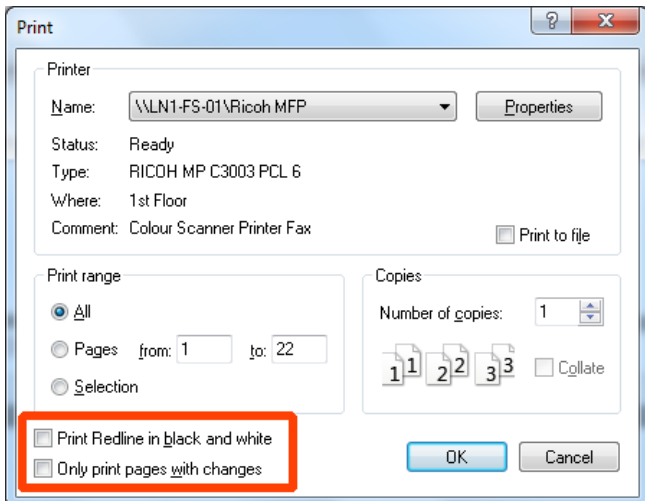 Print
Printer
Name: \\LN1-FS-01\Ricoh MFP Properties
Status: Ready
Type: RICOH MP C3003 PCL 6
Where: 1st Floor
Comment: Colour Scanner Printer Fax
Print to file
Print range
All
Pages from: 1 to: 22
Selection
Copies
Number of copies: 1
1 1 2 2 3 3 Collate
Print Redline in black and white
Only print pages with changes
OK Cancel